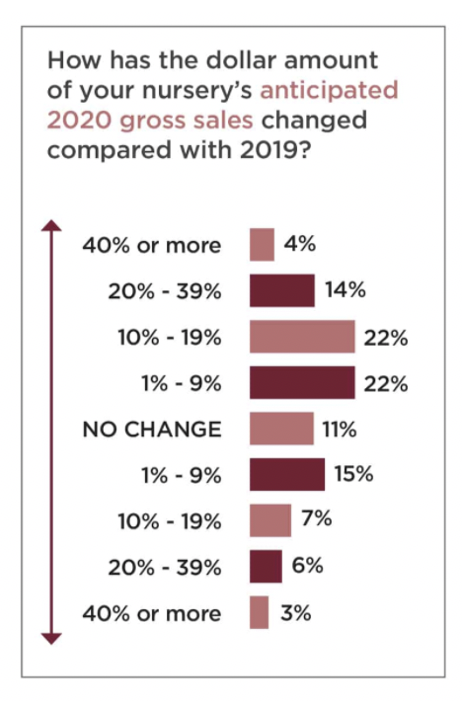 How has the dollar amount
of your nursery’s anticipated
2020 gross sales changed
compared with 2019?
40% or more 4%
20% - 39% 14%
10% - 19% 22%
1% - 9% 22%
NO CHANGE 11%
1% - 9% 15%
10% - 19% 7%
20% - 39% 6%
40% or more 3%